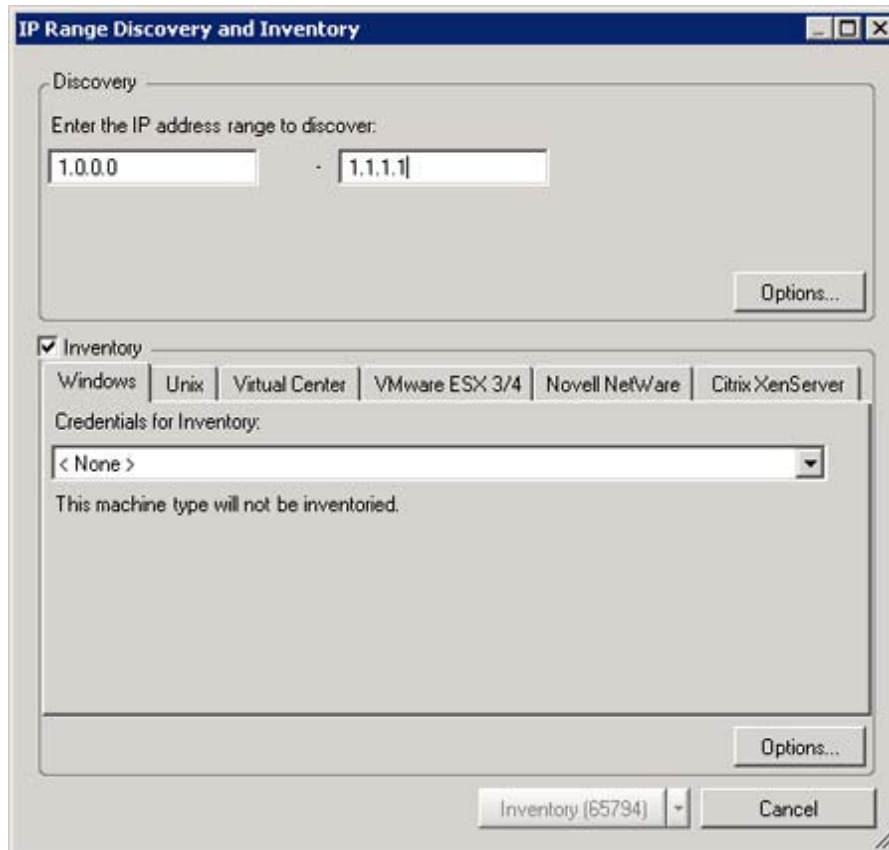 IP Range Discovery and Inventory
Discovery
Enter the IP address range to discover:
1.0.0.0 - 1.1.1.1
Options...
Inventory
Windows Unix Virtual Center VMware ESX 3/4 Novell NetWare Citrix XenServer
Credentials for Inventory:
< None >
This machine type will not be inventoried.
Options...
Inventory (65794) Cancel